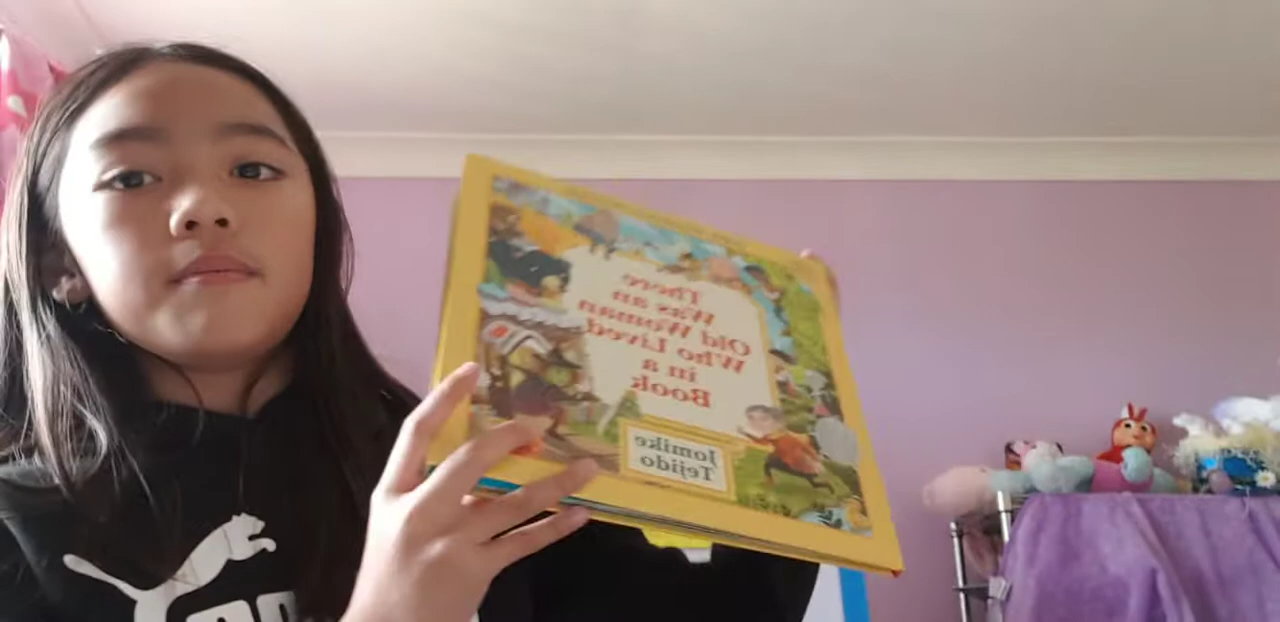 There
Was an
Old Woman
Who Lived
in a
Book
Jomike
Tejido